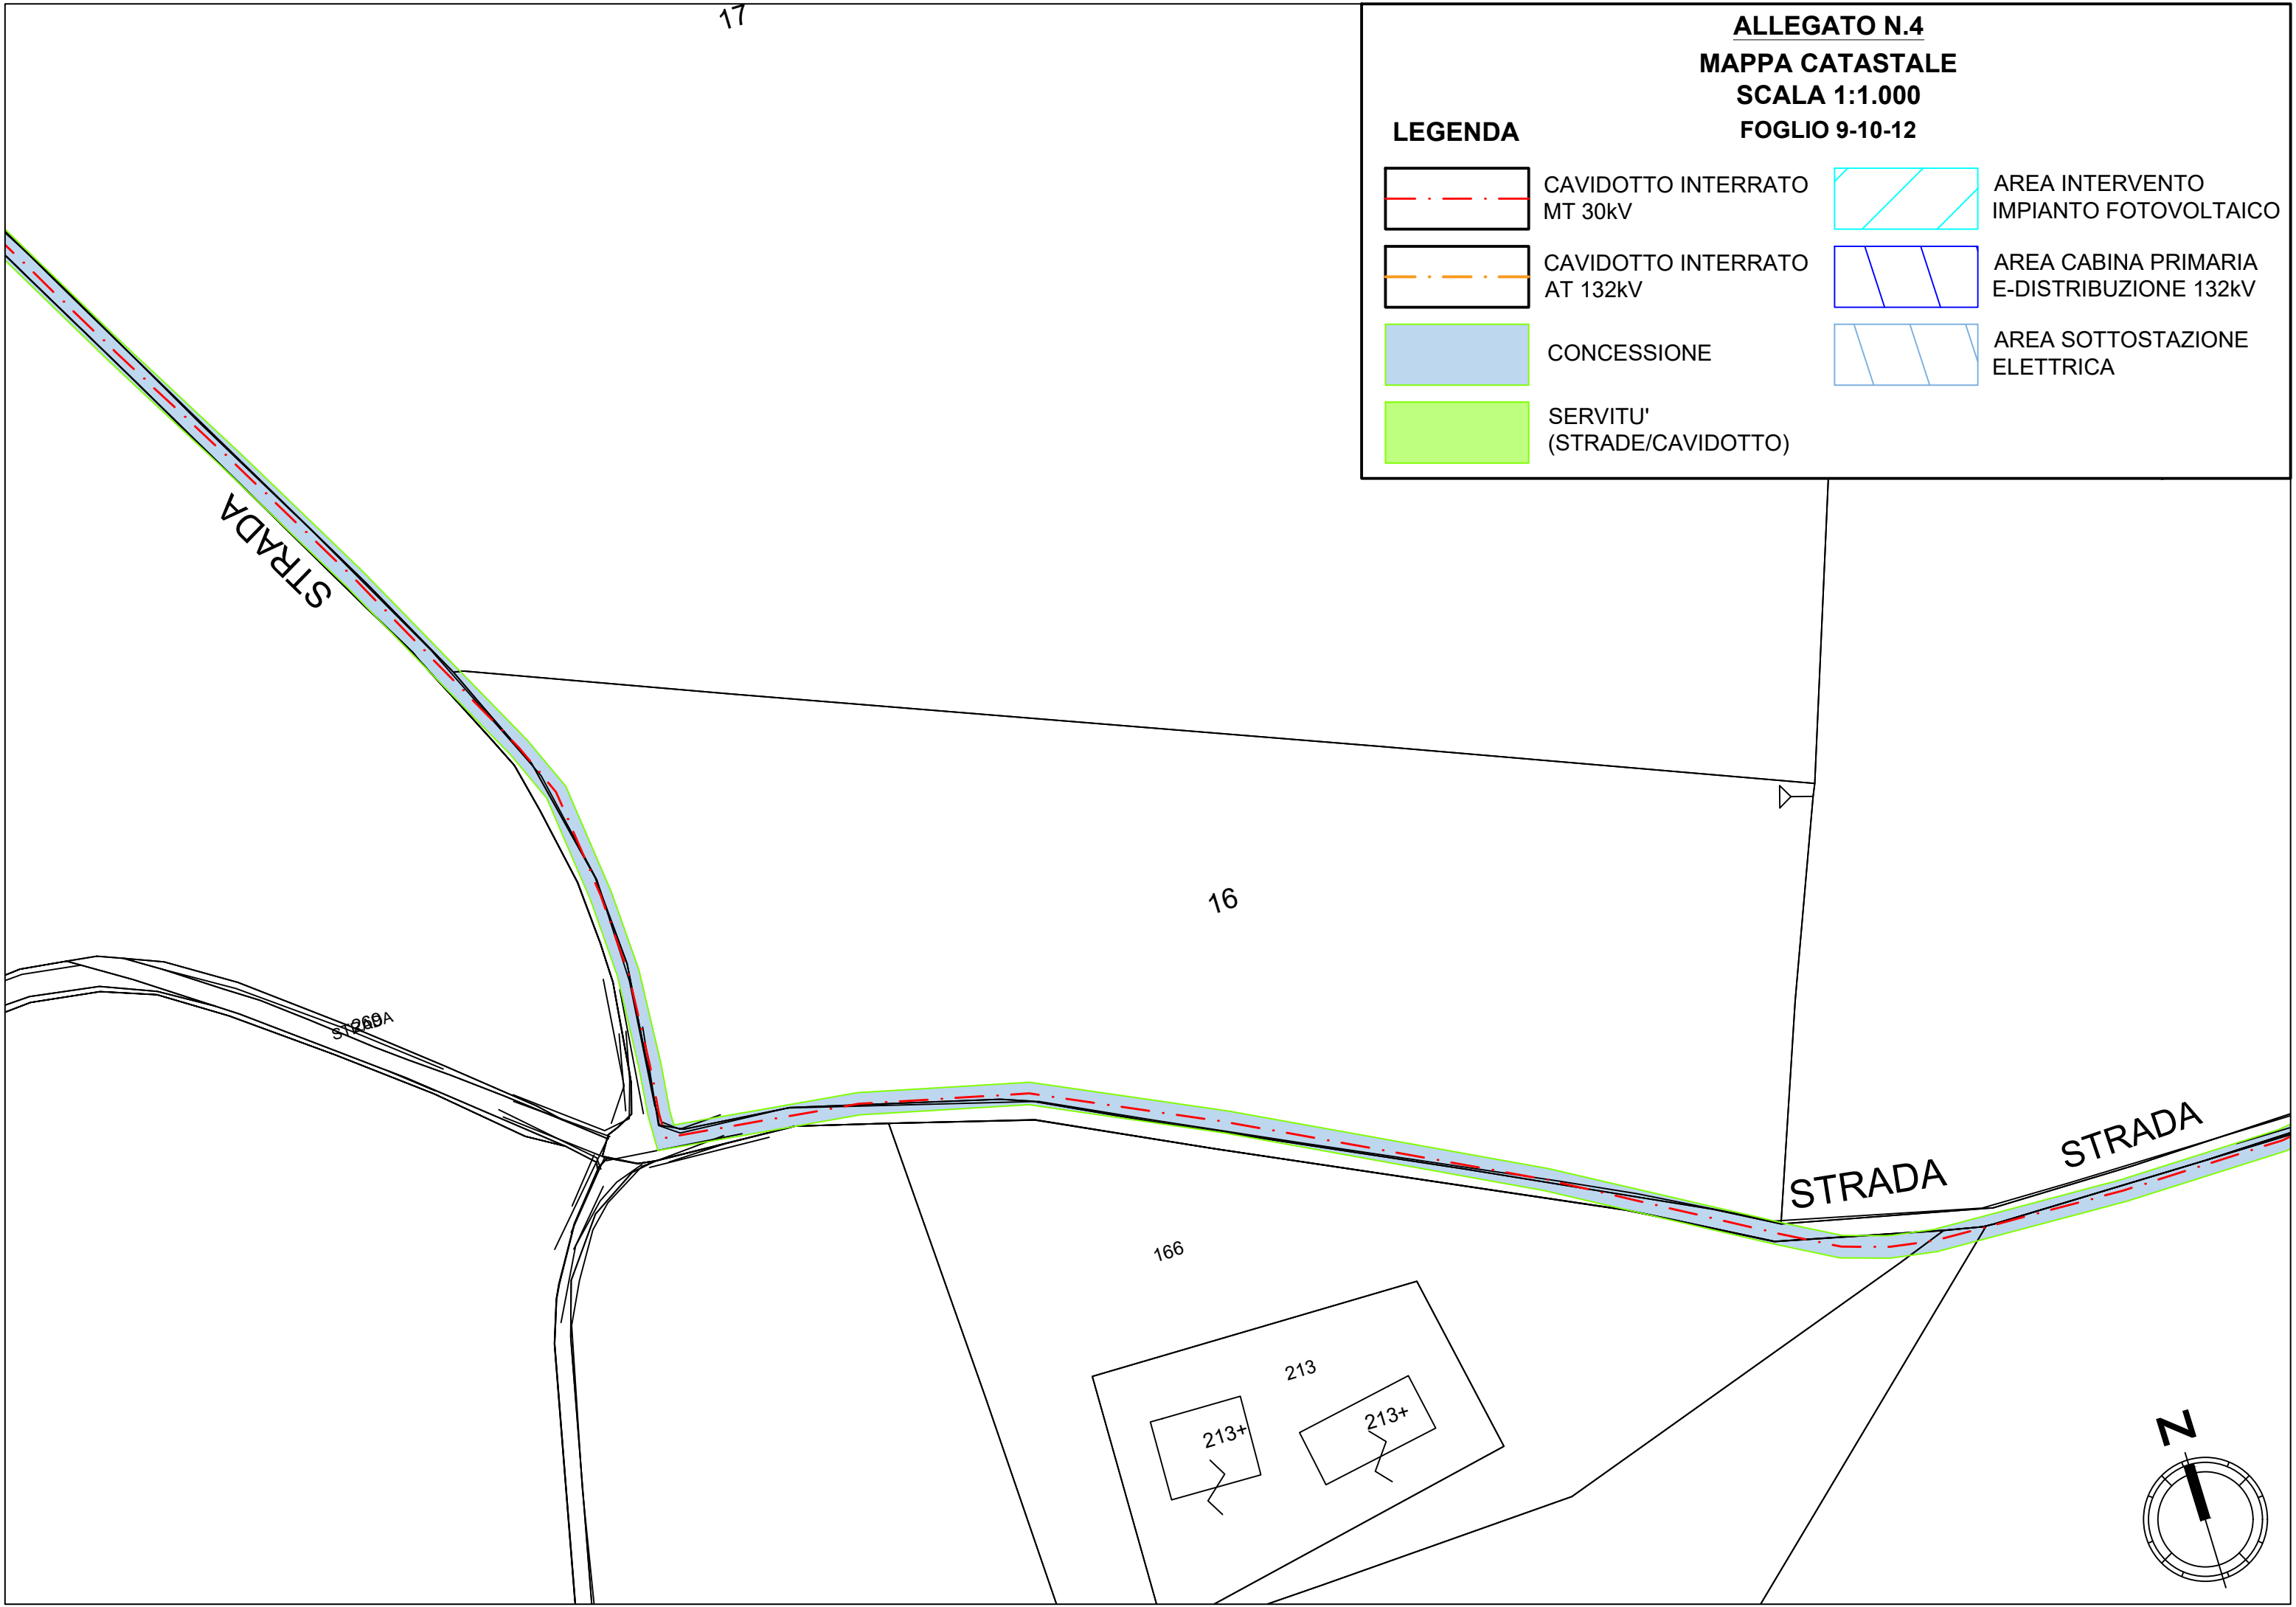 17
ALLEGATO N.4
MAPPA CATASTALE
SCALA 1:1.000
FOGLIO 9-10-12
LEGENDA
CAVIDOTTO INTERRATO
MT 30kV
AREA INTERVENTO
IMPIANTO FOTOVOLTAICO
CAVIDOTTO INTERRATO
AT 132kV
AREA CABINA PRIMARIA
E-DISTRIBUZIONE 132kV
CONCESSIONE
AREA SOTTOSTAZIONE
ELETTRICA
SERVITU'
(STRADE/CAVIDOTTO)
STRADA
16
STRADA
269
STRADA
STRADA
166
213
213+
213+
N